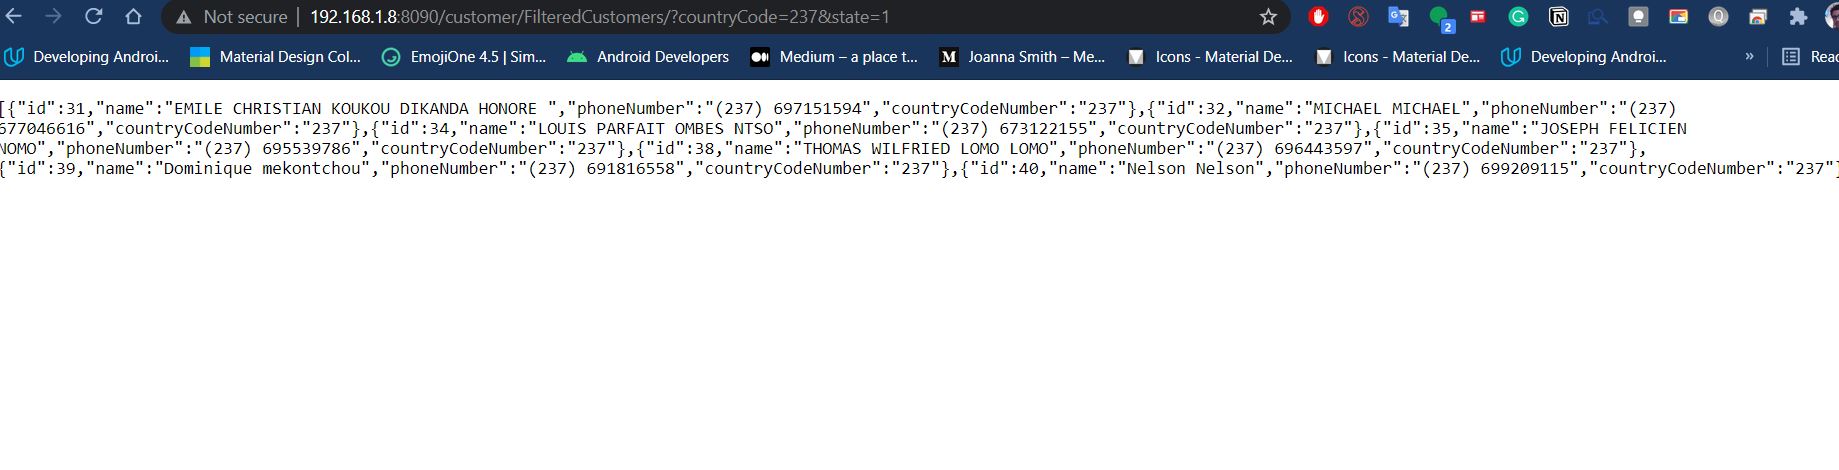 Not secure | 192.168.1.8:8090/customer/FilteredCustomers/?countryCode=237&state=1
2
Q
Developing Androi... Material Design Col... EmojiOne 4.5 | Sim... Android Developers Medium – a place t... Joanna Smith – Me... Icons - Material De... Icons - Material De... Developing Androi... » Reac
[{"id":31,"name":"EMILE CHRISTIAN KOUKOU DIKANDA HONORE ","phoneNumber":"(237) 697151594","countryCodeNumber":"237"},{"id":32,"name":"MICHAEL MICHAEL","phoneNumber":"(237)
677046616","countryCodeNumber":"237"},{"id":34,"name":"LOUIS PARFAIT OMBES NTSO","phoneNumber":"(237) 673122155","countryCodeNumber":"237"},{"id":35,"name":"JOSEPH FELICIEN
NOMO","phoneNumber":"(237) 695539786","countryCodeNumber":"237"},{"id":38,"name":"THOMAS WILFRIED LOMO LOMO","phoneNumber":"(237) 696443597","countryCodeNumber":"237"},
{"id":39,"name":"Dominique mekontchou","phoneNumber":"(237) 691816558","countryCodeNumber":"237"},{"id":40,"name":"Nelson Nelson","phoneNumber":"(237) 699209115","countryCodeNumber":"237"}